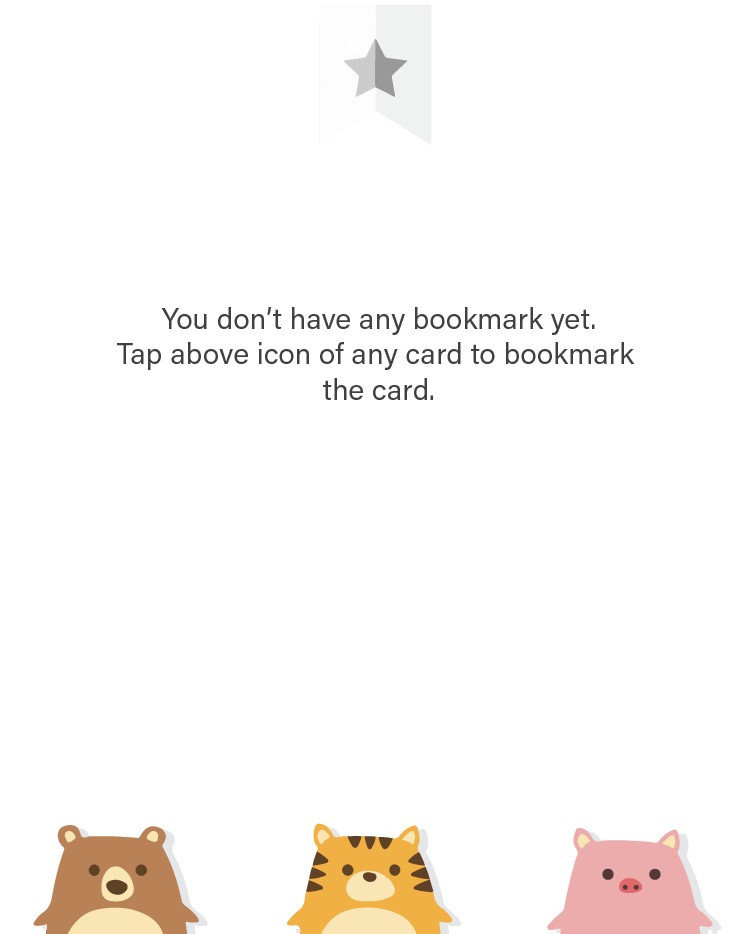 You don’t have any bookmark yet.
Tap above icon of any card to bookmark
the card.